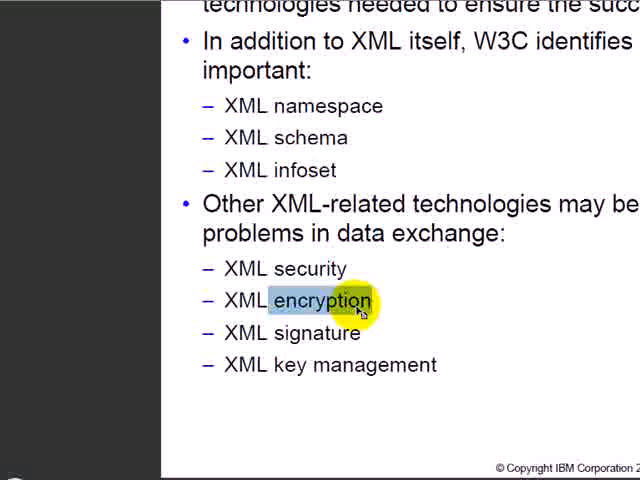 technologies needed to ensure the succ
• In addition to XML itself, W3C identifies
important:
– XML namespace
– XML schema
– XML infoset
• Other XML-related technologies may be
problems in data exchange:
– XML security
– XML encryption
– XML signature
– XML key management
© Copyright IBM Corporation 2